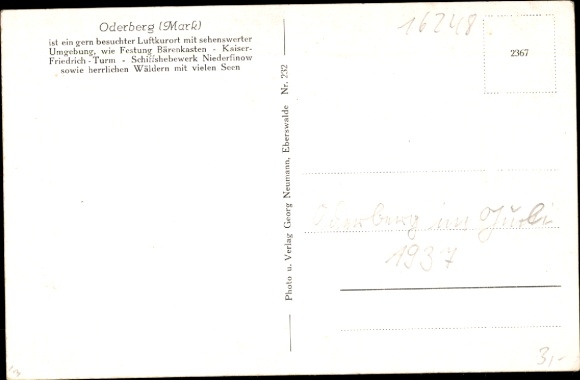 Oderberg (Mark)
ist ein gern besuchter Luftkurort mit sehenswerter
Umgebung, wie Festung Bärenkasten - Kaiser-
Friedrich-Turm - Schiffshebewerk Niederfinow
sowie herrlichen Wäldern mit vielen Seen
Photo u. Verlag Georg Neumann, Eberswalde Nr. 232
16248
2367
Oderberg im Juli
1937
3,-